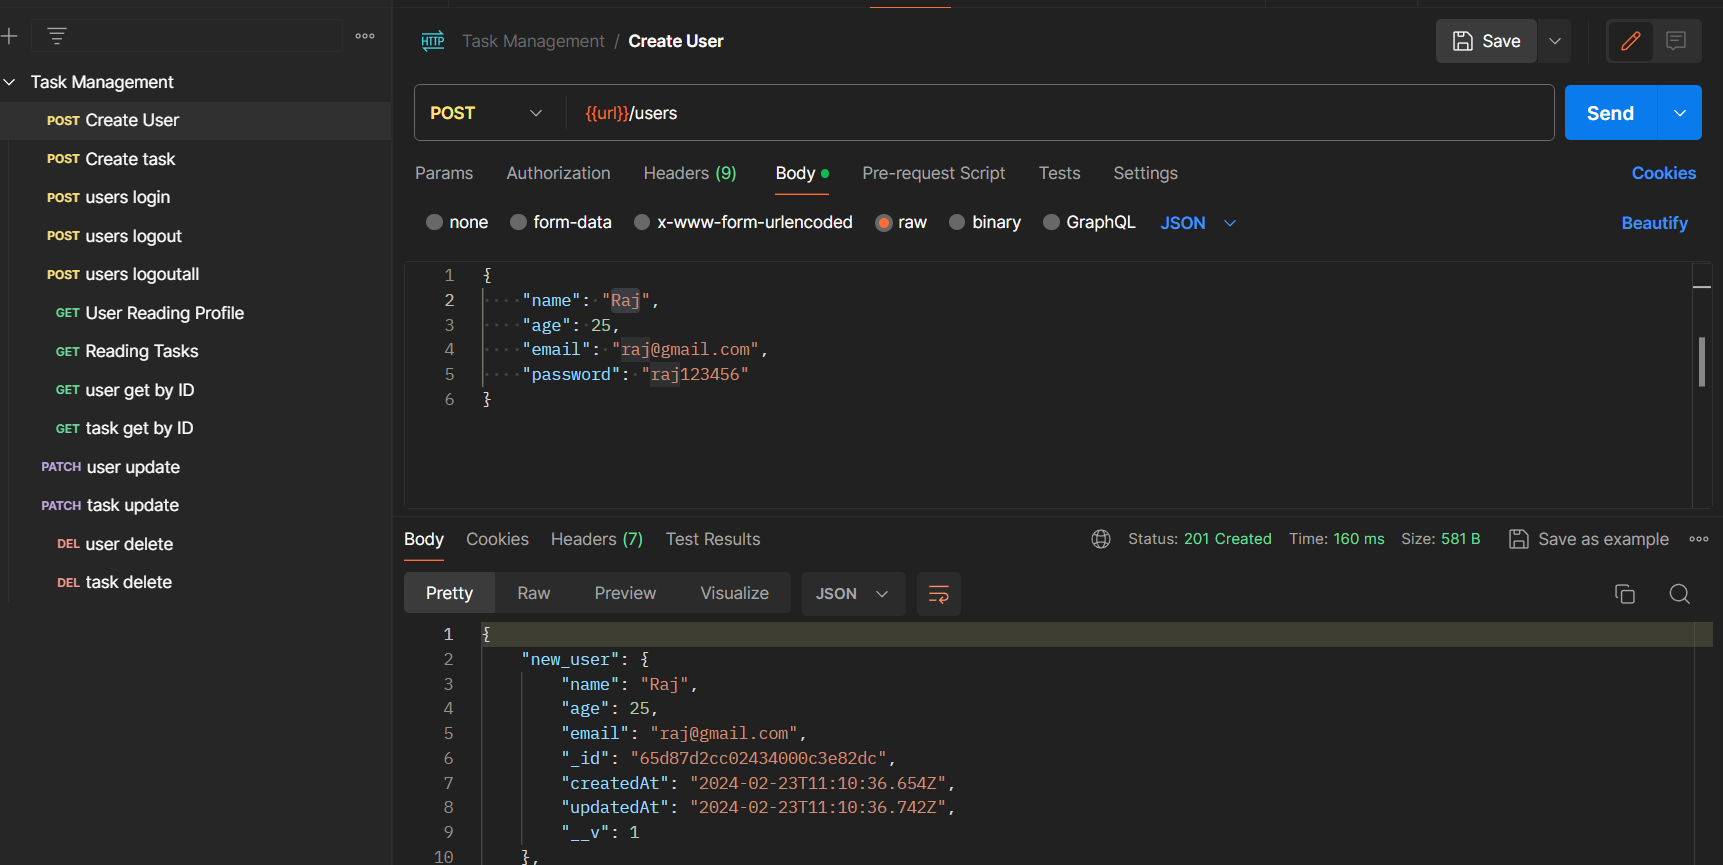 Task Management
POST Create User
POST Create task
POST users login
POST users logout
POST users logoutall
GET User Reading Profile
GET Reading Tasks
GET user get by ID
GET task get by ID
PATCH user update
PATCH task update
DEL user delete
DEL task delete
HTTP Task Management / Create User
Save
POST {{url}}/users
Send
Params Authorization Headers (9) Body Pre-request Script Tests Settings Cookies
none form-data x-www-form-urlencoded raw binary GraphQL JSON Beautify
1 {
2 "name": "Raj",
3 "age": 25,
4 "email": "raj@gmail.com",
5 "password": "raj123456"
6 }
Body Cookies Headers (7) Test Results Status: 201 Created Time: 160 ms Size: 581 B Save as example
Pretty Raw Preview Visualize JSON
1 {
2 "new_user": {
3 "name": "Raj",
4 "age": 25,
5 "email": "raj@gmail.com",
6 "_id": "65d87d2cc02434000c3e82dc",
7 "createdAt": "2024-02-23T11:10:36.654Z",
8 "updatedAt": "2024-02-23T11:10:36.742Z",
9 "__v": 1
10 },